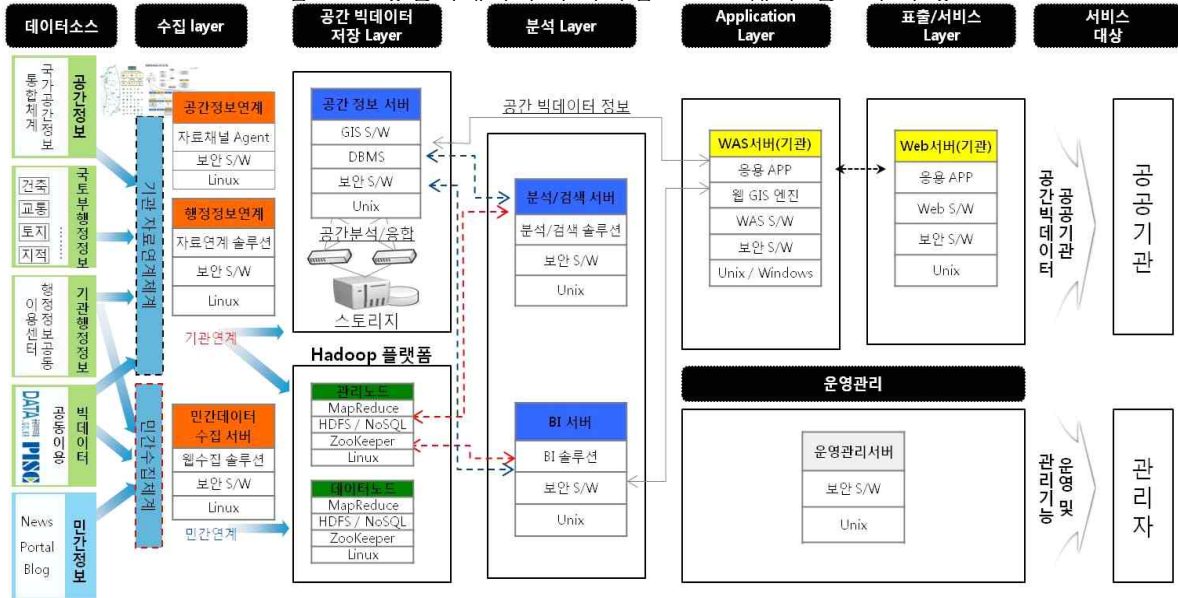 데이터소스
수집 layer
공간 빅데이터
저장 Layer
분석 Layer
Application
Layer
표출/서비스
Layer
서비스
대상
국가공간정보
통합체계
공간정보
건축
교통
토지
지적
국토부행정정보
행정정보공동
이용센터
기관행정정보
DATA
PISC
공동이용
빅데이터
News
Portal
Blog
민간정보
기관 자료연계체계
민간수집체계
공간정보연계
자료채널 Agent
보안 S/W
Linux
행정정보연계
자료연계 솔루션
보안 S/W
Linux
기관연계
민간데이터
수집 서버
웹수집 솔루션
보안 S/W
Linux
민간연계
공간 정보 서버
GIS S/W
DBMS
보안 S/W
Unix
공간분석/융합
스토리지
Hadoop 플랫폼
관리노드
MapReduce
HDFS / NoSQL
ZooKeeper
Linux
데이터노드
MapReduce
HDFS / NoSQL
ZooKeeper
Linux
분석/검색 서버
분석/검색 솔루션
보안 S/W
Unix
BI 서버
BI 솔루션
보안 S/W
Unix
공간 빅데이터 정보
WAS서버(기관)
응용 APP
웹 GIS 엔진
WAS S/W
보안 S/W
Unix / Windows
Web서버(기관)
응용 APP
Web S/W
보안 S/W
Unix
운영관리
운영관리서버
보안 S/W
Unix
공공기관
공간빅데이터
공공기관
운영 및
관리기능
관리자